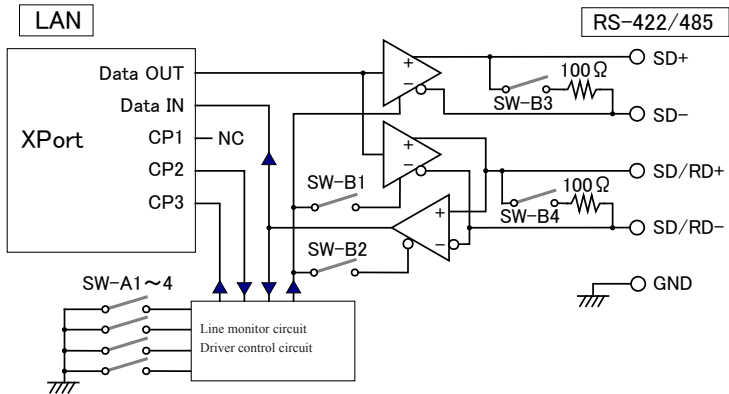 LAN
RS-422/485
XPort
Data OUT
Data IN
CP1
NC
CP2
CP3
+
−
SW-B3
100Ω
SD+
SD-
+
−
SW-B1
SW-B4
100Ω
SD/RD+
+
−
SW-B2
SD/RD-
GND
SW-A1～4
Line monitor circuit
Driver control circuit